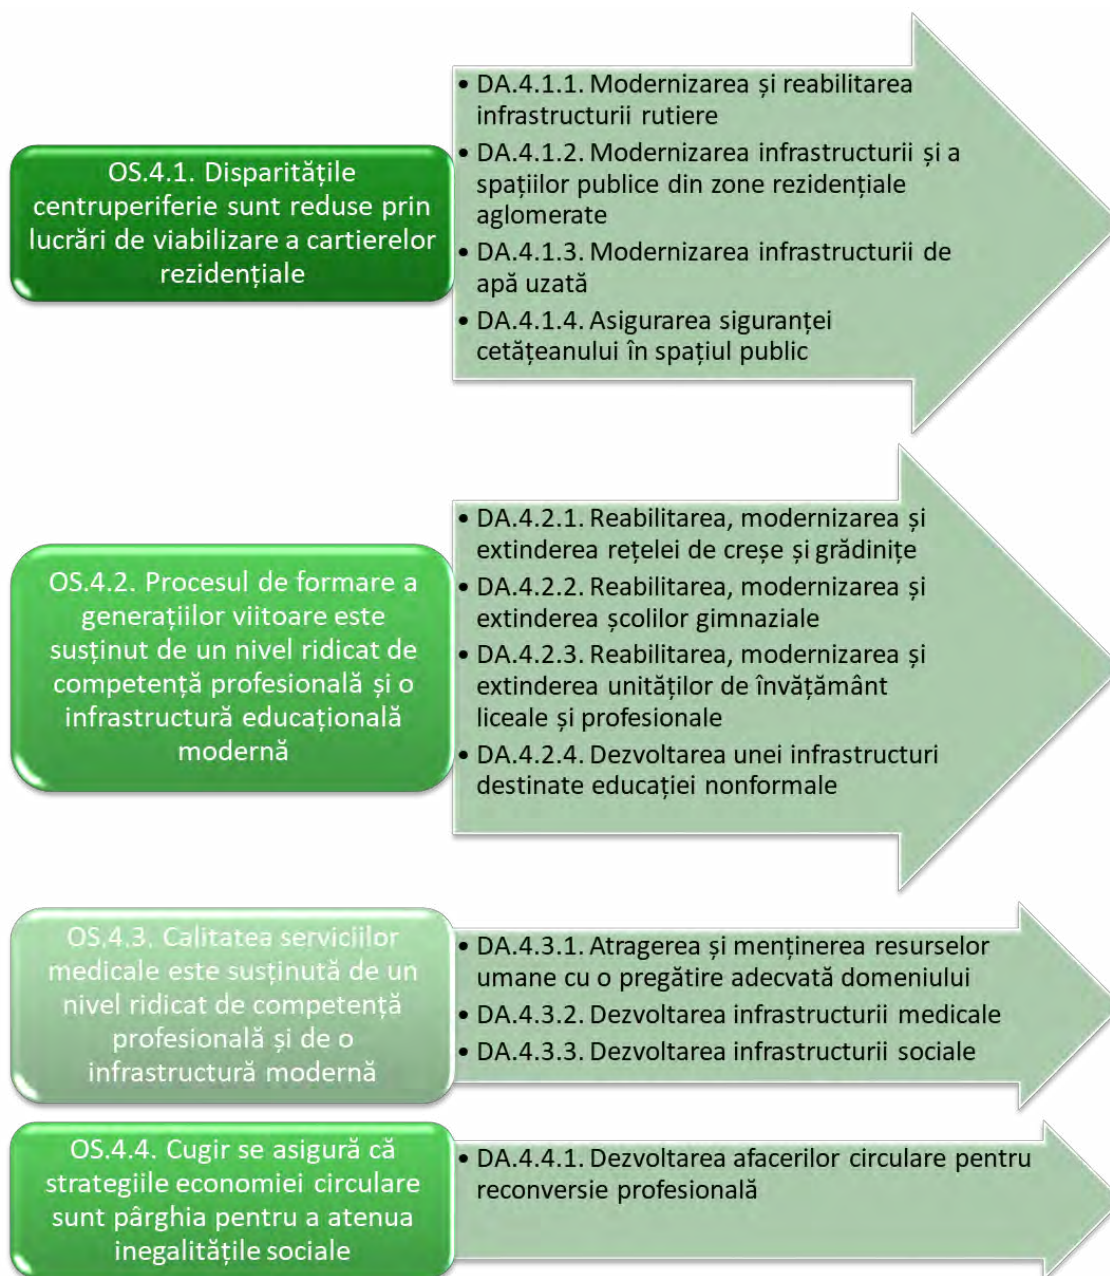 OS.4.1. Disparitățile
centruperiferie sunt reduse prin
lucrări de viabilizare a cartierelor
rezidențiale
• DA.4.1.1. Modernizarea și reabilitarea
infrastructurii rutiere
• DA.4.1.2. Modernizarea infrastructurii și a
spațiilor publice din zone rezidențiale
aglomerate
• DA.4.1.3. Modernizarea infrastructurii de
apă uzată
• DA.4.1.4. Asigurarea siguranței
cetățeanului în spațiul public
OS.4.2. Procesul de formare a
generațiilor viitoare este
susținut de un nivel ridicat de
competență profesională și o
infrastructură educațională
modernă
• DA.4.2.1. Reabilitarea, modernizarea și
extinderea rețelei de creșe și grădinițe
• DA.4.2.2. Reabilitarea, modernizarea și
extinderea școlilor gimnaziale
• DA.4.2.3. Reabilitarea, modernizarea și
extinderea unităților de învățământ
liceale și profesionale
• DA.4.2.4. Dezvoltarea unei infrastructuri
destinate educației nonformale
OS.4.3. Calitatea serviciilor
medicale este susținută de un
nivel ridicat de competență
profesională și de o
infrastructură modernă
• DA.4.3.1. Atragerea și menținerea resurselor
umane cu o pregătire adecvată domeniului
• DA.4.3.2. Dezvoltarea infrastructurii medicale
• DA.4.3.3. Dezvoltarea infrastructurii sociale
OS.4.4. Cugir se asigură că
strategiile economiei circulare
sunt pârghia pentru a atenua
inegalitățile sociale
• DA.4.4.1. Dezvoltarea afacerilor circulare pentru
reconversie profesională